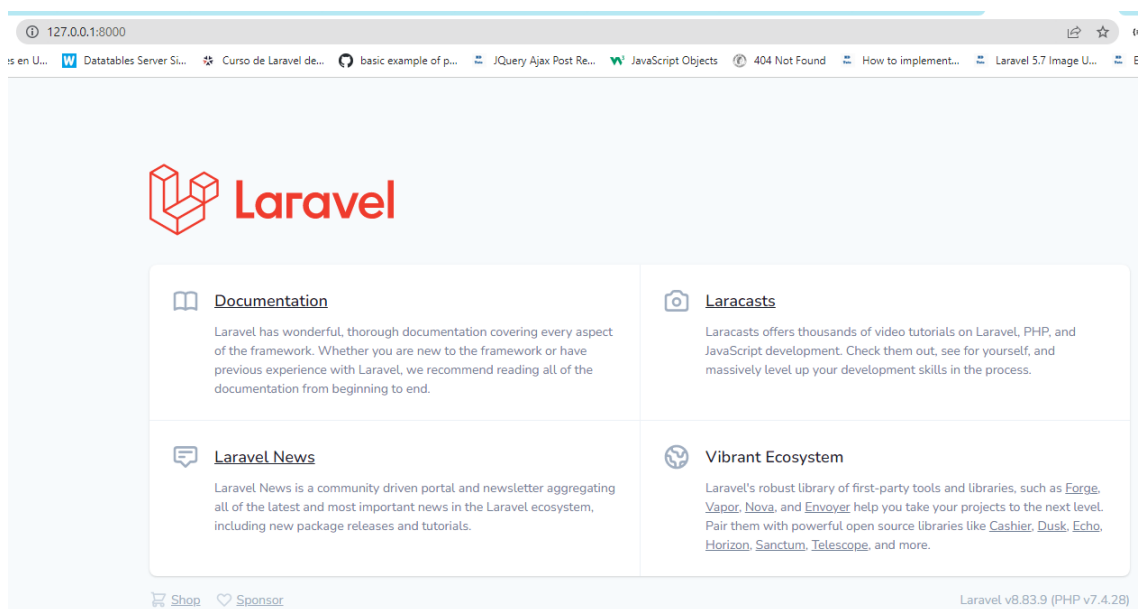 127.0.0.1:8000
es en U... W Datatables Server Si... Curso de Laravel de... basic example of p... JQuery Ajax Post Re... JavaScript Objects 404 Not Found How to implement... Laravel 5.7 Image U...
Laravel
Documentation
Laravel has wonderful, thorough documentation covering every aspect
of the framework. Whether you are new to the framework or have
previous experience with Laravel, we recommend reading all of the
documentation from beginning to end.
Laracasts
Laracasts offers thousands of video tutorials on Laravel, PHP, and
JavaScript development. Check them out, see for yourself, and
massively level up your development skills in the process.
Laravel News
Laravel News is a community driven portal and newsletter aggregating
all of the latest and most important news in the Laravel ecosystem,
including new package releases and tutorials.
Vibrant Ecosystem
Laravel's robust library of first-party tools and libraries, such as Forge,
Vapor, Nova, and Envoyer help you take your projects to the next level.
Pair them with powerful open source libraries like Cashier, Dusk, Echo,
Horizon, Sanctum, Telescope, and more.
Shop Sponsor
Laravel v8.83.9 (PHP v7.4.28)